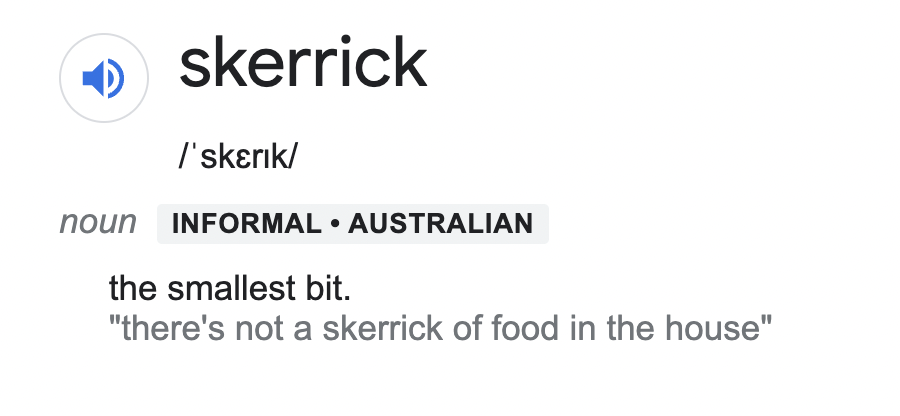 skerrick
/ˈskɛrɪk/
noun INFORMAL • AUSTRALIAN
the smallest bit.
"there's not a skerrick of food in the house"